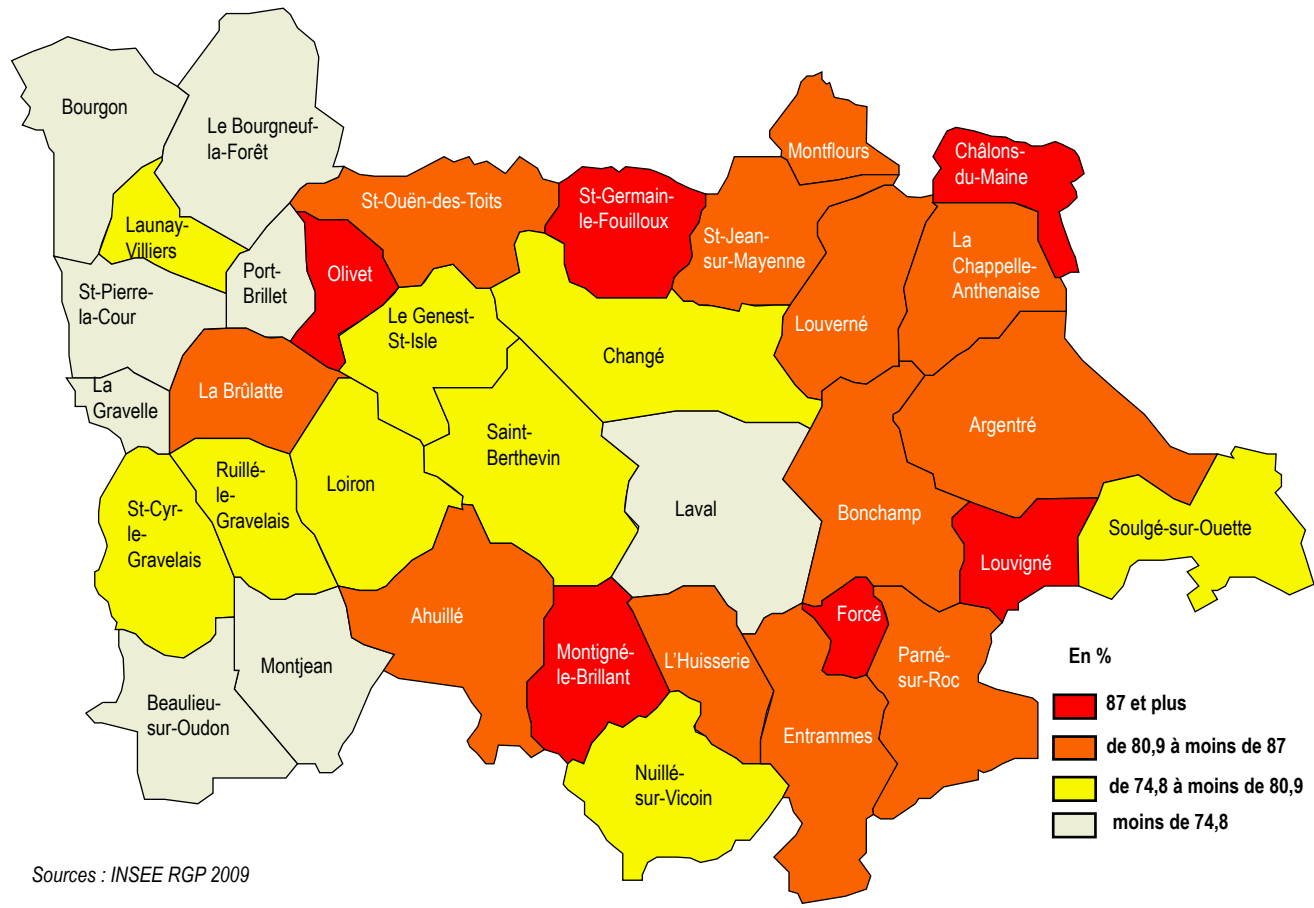 Bourgon
Le Bourgneuf-
la-Forêt
Montflours
Châlons-
du-Maine
St-Ouën-des-Toits
St-Germain-
le-Fouilloux
Launay-
Villiers
St-Jean-
sur-Mayenne
La
Chappelle-
Anthenaise
Port-
Brillet
Olivet
St-Pierre-
la-Cour
Le Genest-
St-Isle
Changé
Louverné
La
Gravelle
La Brûlatte
Argentré
Saint-
Berthevin
Ruillé-
le-
Gravelais
Loiron
St-Cyr-
le-
Gravelais
Laval
Bonchamp
Soulgé-sur-Ouette
Louvigné
Ahuillé
Forcé
Montigné-
le-Brillant
L'Huisserie
Parné-
sur-Roc
Montjean
Beaulieu-
sur-Oudon
Entrammes
Nuillé-
sur-Vicoin
En %
87 et plus
de 80,9 à moins de 87
de 74,8 à moins de 80,9
moins de 74,8
Sources : INSEE RGP 2009